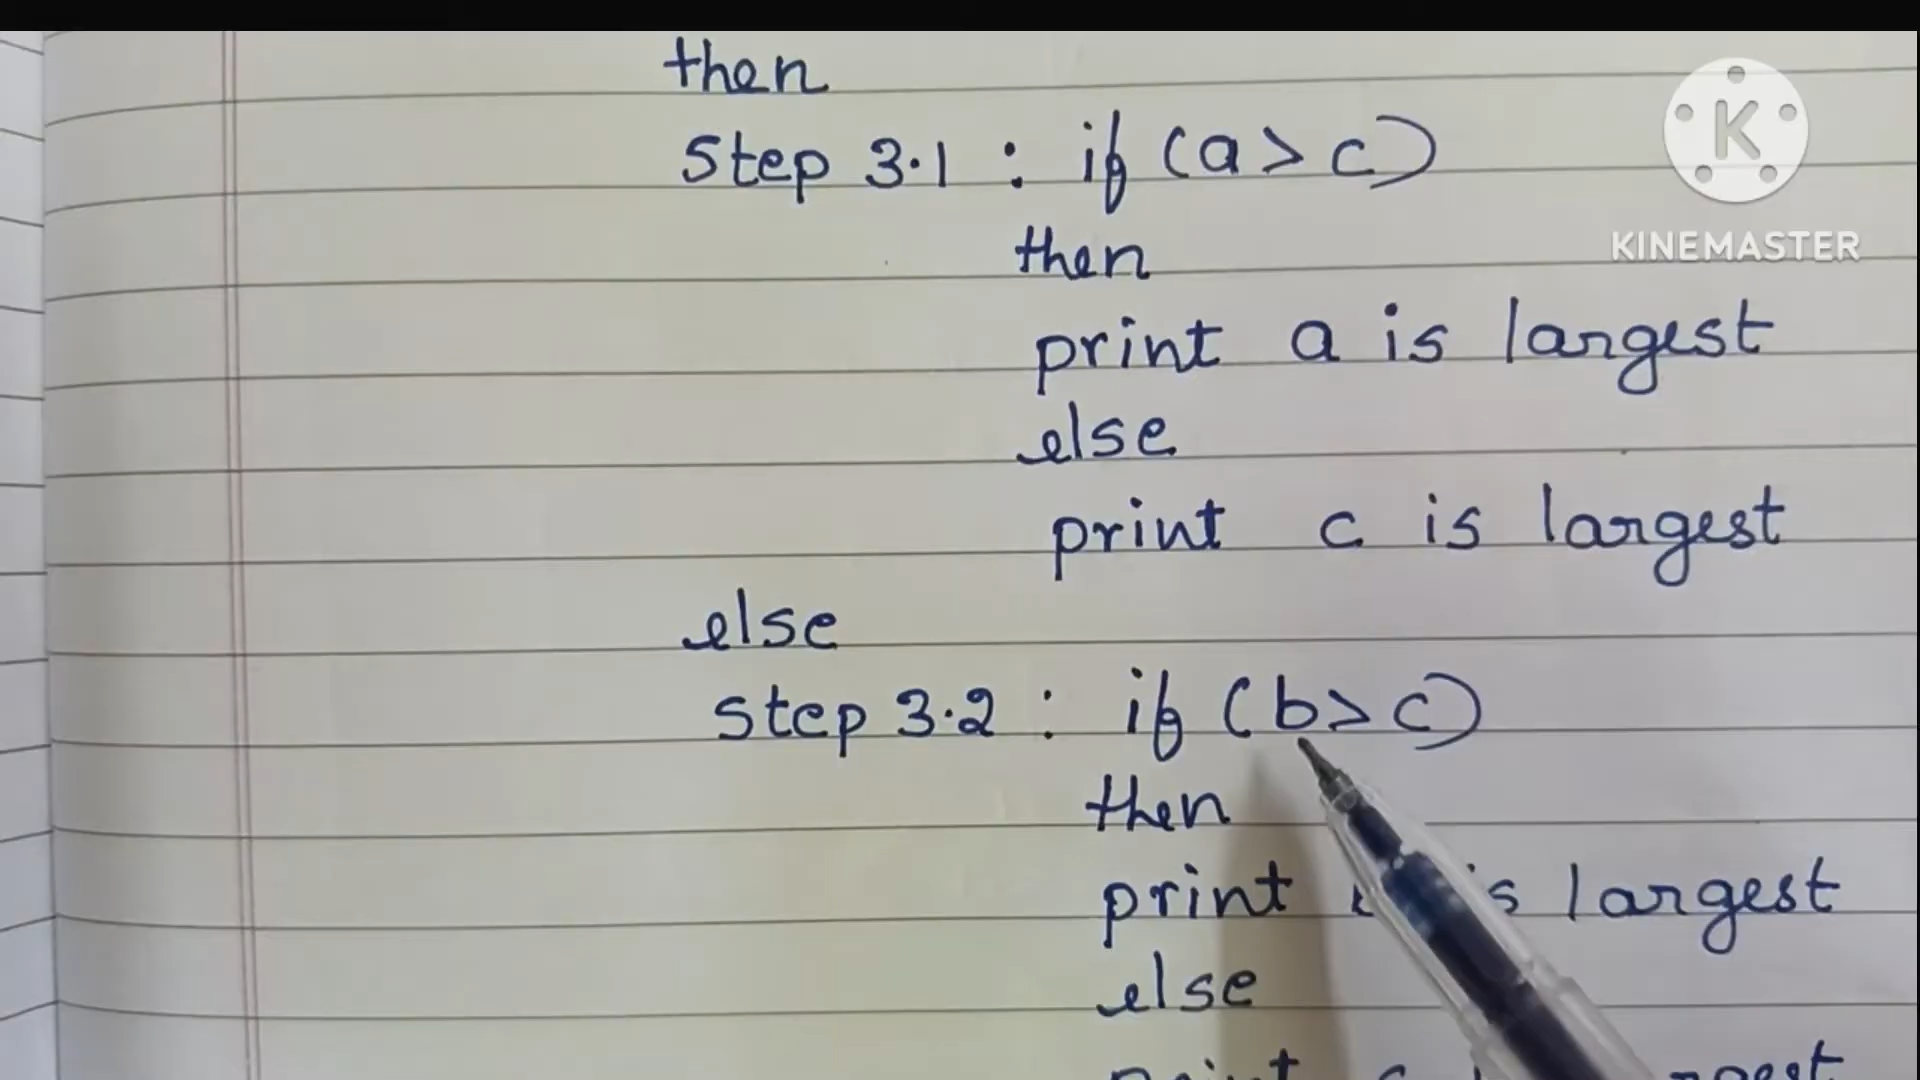 then
Step 3.1 : if (a > c)
K
KINEMASTER
then
print a is largest
else
print c is largest
else
Step 3.2 : if (b > c)
then
print is largest
else
print c